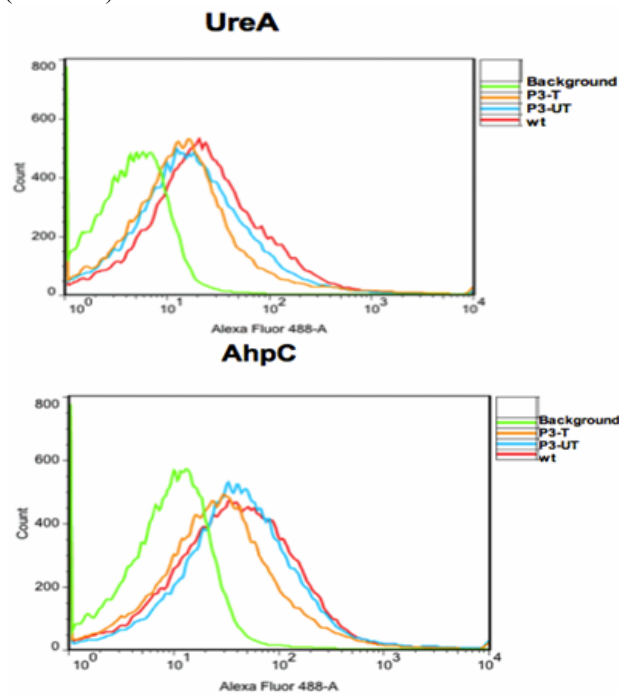 UreA
800
600
400
200
0
Count
10⁰ 10¹ 10² 10³ 10⁴
Alexa Fluor 488-A
Background
P3-T
P3-UT
wt
AhpC
800
600
400
200
0
Count
10⁰ 10¹ 10² 10³ 10⁴
Alexa Fluor 488-A
Background
P3-T
P3-UT
wt